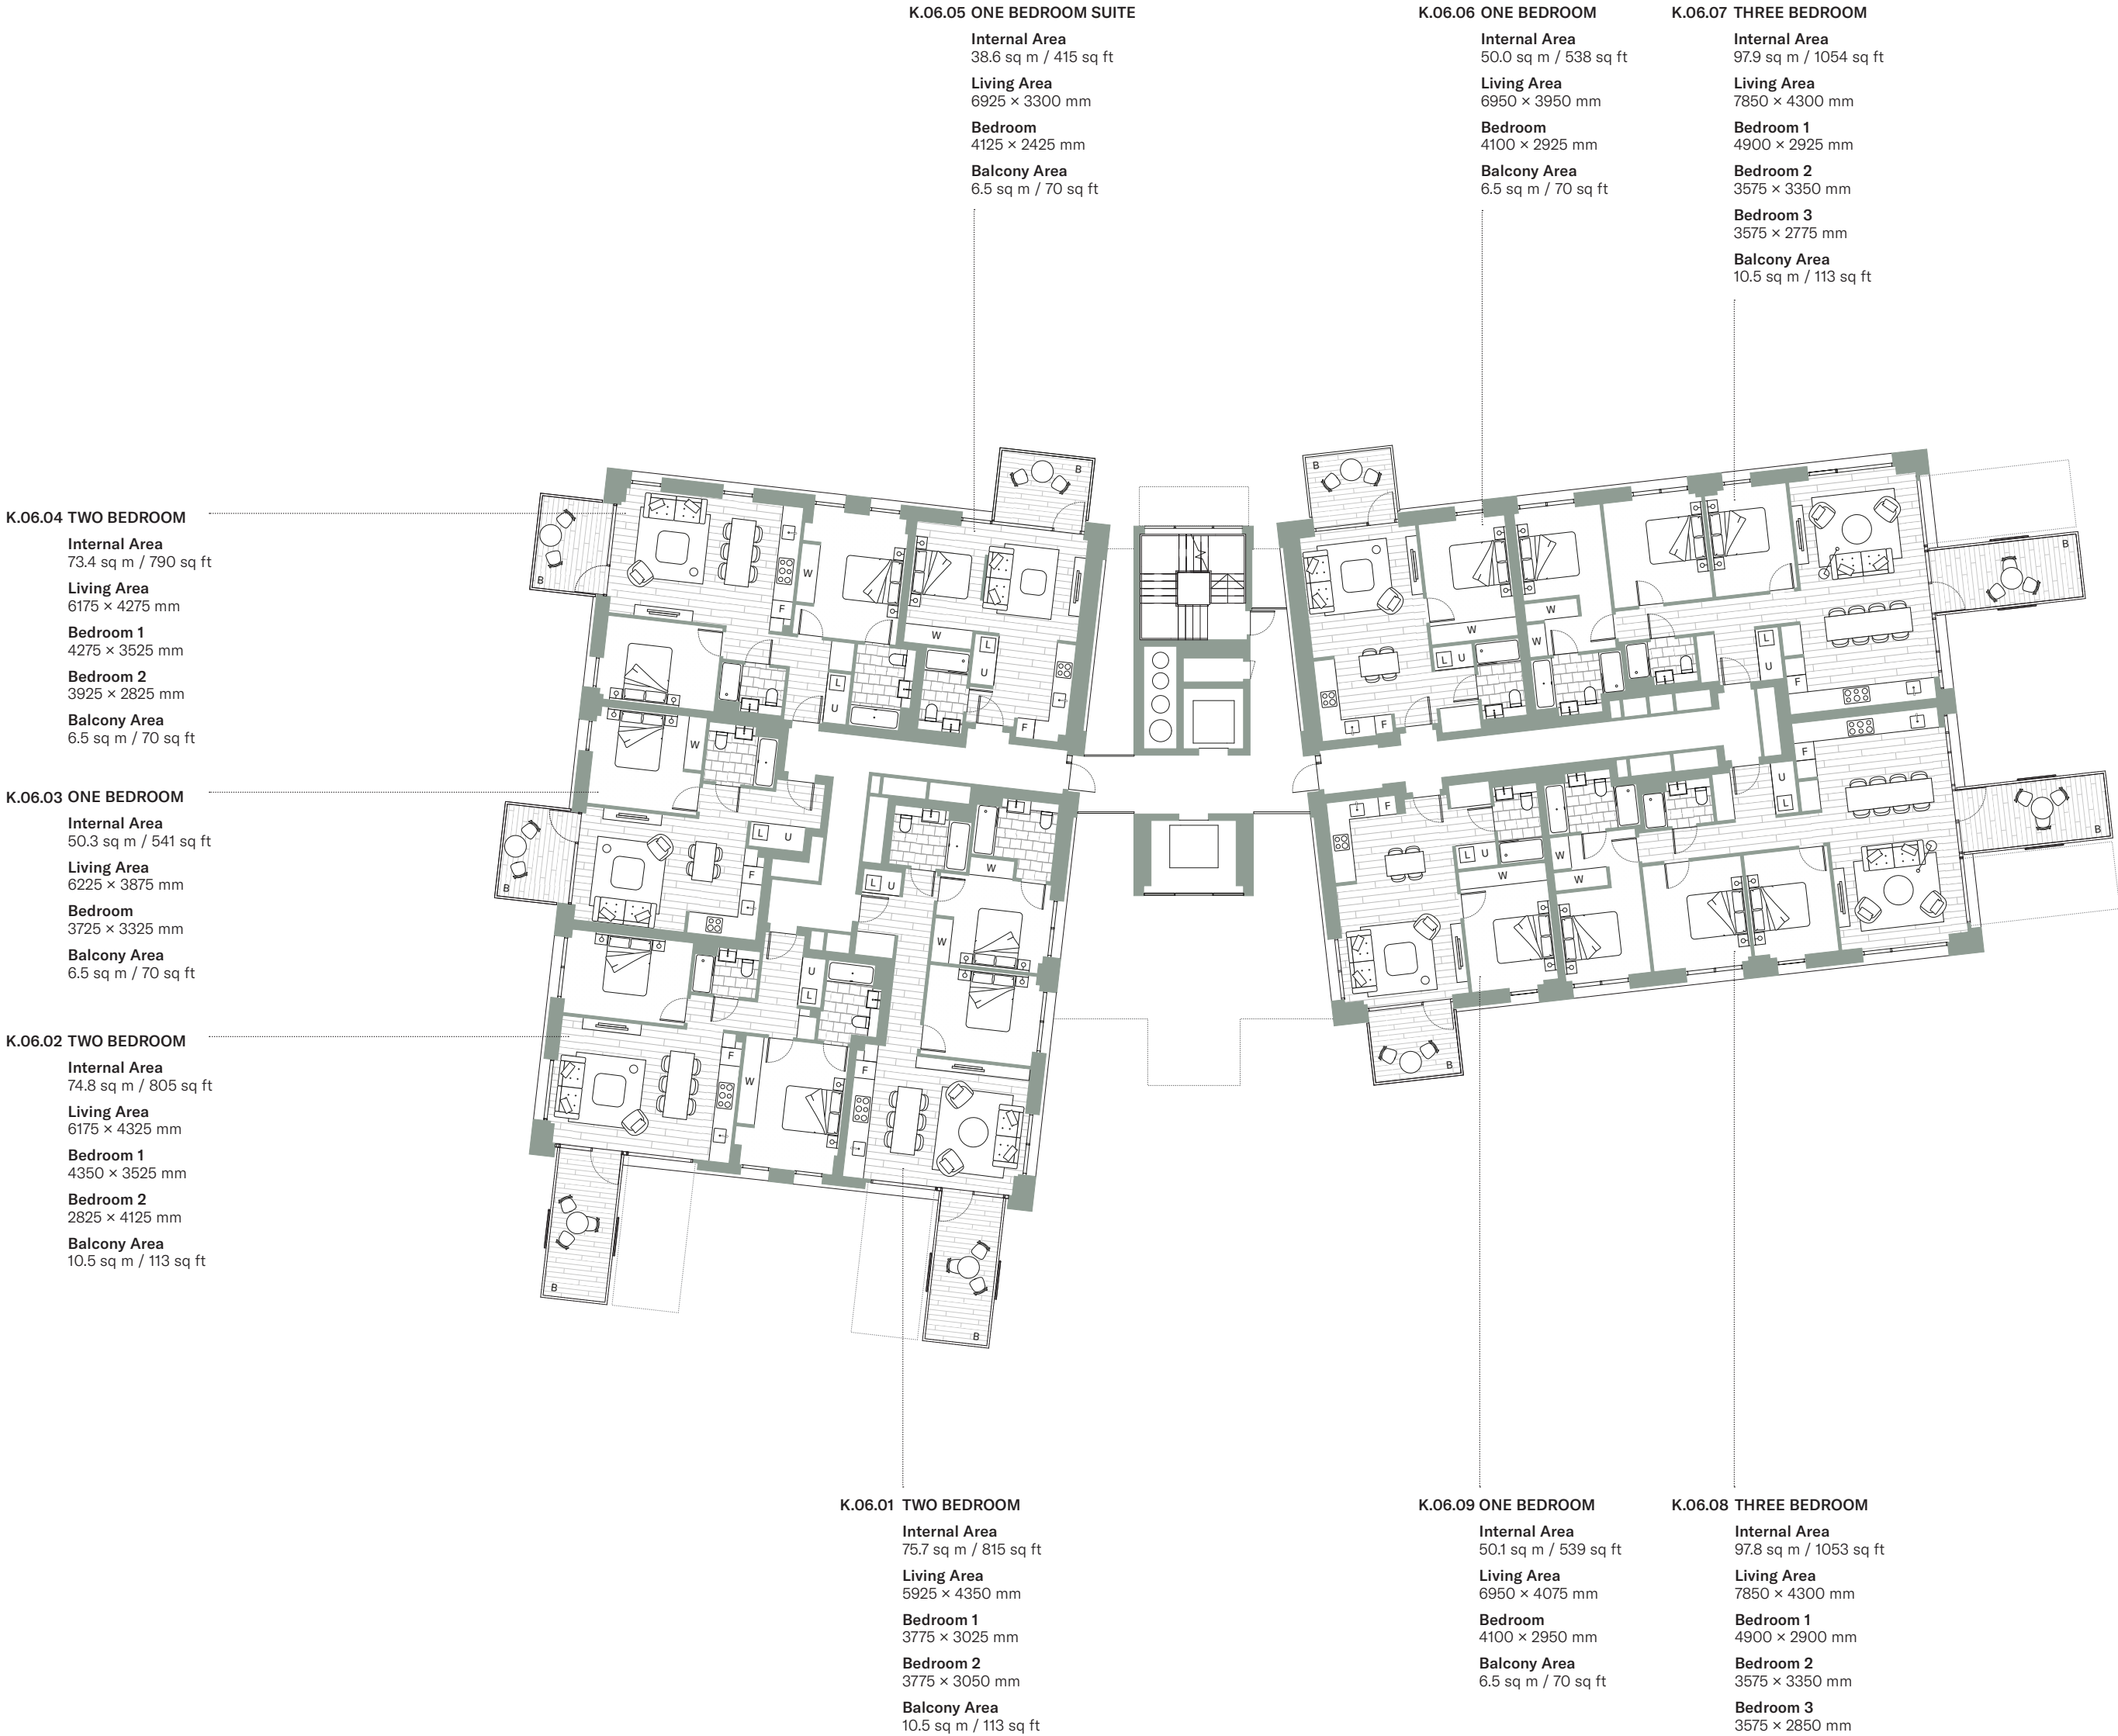 K.06.05 ONE BEDROOM SUITE
Internal Area
38.6 sq m / 415 sq ft
Living Area
6925 × 3300 mm
Bedroom
4125 × 2425 mm
Balcony Area
6.5 sq m / 70 sq ft
K.06.06 ONE BEDROOM
Internal Area
50.0 sq m / 538 sq ft
Living Area
6950 × 3950 mm
Bedroom
4100 × 2925 mm
Balcony Area
6.5 sq m / 70 sq ft
K.06.07 THREE BEDROOM
Internal Area
97.9 sq m / 1054 sq ft
Living Area
7850 × 4300 mm
Bedroom 1
4900 × 2925 mm
Bedroom 2
3575 × 3350 mm
Bedroom 3
3575 × 2775 mm
Balcony Area
10.5 sq m / 113 sq ft
K.06.04 TWO BEDROOM
Internal Area
73.4 sq m / 790 sq ft
Living Area
6175 × 4275 mm
Bedroom 1
4275 × 3525 mm
Bedroom 2
3925 × 2825 mm
Balcony Area
6.5 sq m / 70 sq ft
K.06.03 ONE BEDROOM
Internal Area
50.3 sq m / 541 sq ft
Living Area
6225 × 3875 mm
Bedroom
3725 × 3325 mm
Balcony Area
6.5 sq m / 70 sq ft
K.06.02 TWO BEDROOM
Internal Area
74.8 sq m / 805 sq ft
Living Area
6175 × 4325 mm
Bedroom 1
4350 × 3525 mm
Bedroom 2
2825 × 4125 mm
Balcony Area
10.5 sq m / 113 sq ft
B
W
F
L
U
B
W
L
U
F
B
W
L U
F
W
W
L
U
F
B
W
L U
F
B
U
L
F
W
B
L U
W
W
F
B
F
L U
W
B
W
W
F
U
L
B
K.06.01 TWO BEDROOM
Internal Area
75.7 sq m / 815 sq ft
Living Area
5925 × 4350 mm
Bedroom 1
3775 × 3025 mm
Bedroom 2
3775 × 3050 mm
Balcony Area
10.5 sq m / 113 sq ft
K.06.09 ONE BEDROOM
Internal Area
50.1 sq m / 539 sq ft
Living Area
6950 × 4075 mm
Bedroom
4100 × 2950 mm
Balcony Area
6.5 sq m / 70 sq ft
K.06.08 THREE BEDROOM
Internal Area
97.8 sq m / 1053 sq ft
Living Area
7850 × 4300 mm
Bedroom 1
4900 × 2900 mm
Bedroom 2
3575 × 3350 mm
Bedroom 3
3575 × 2850 mm